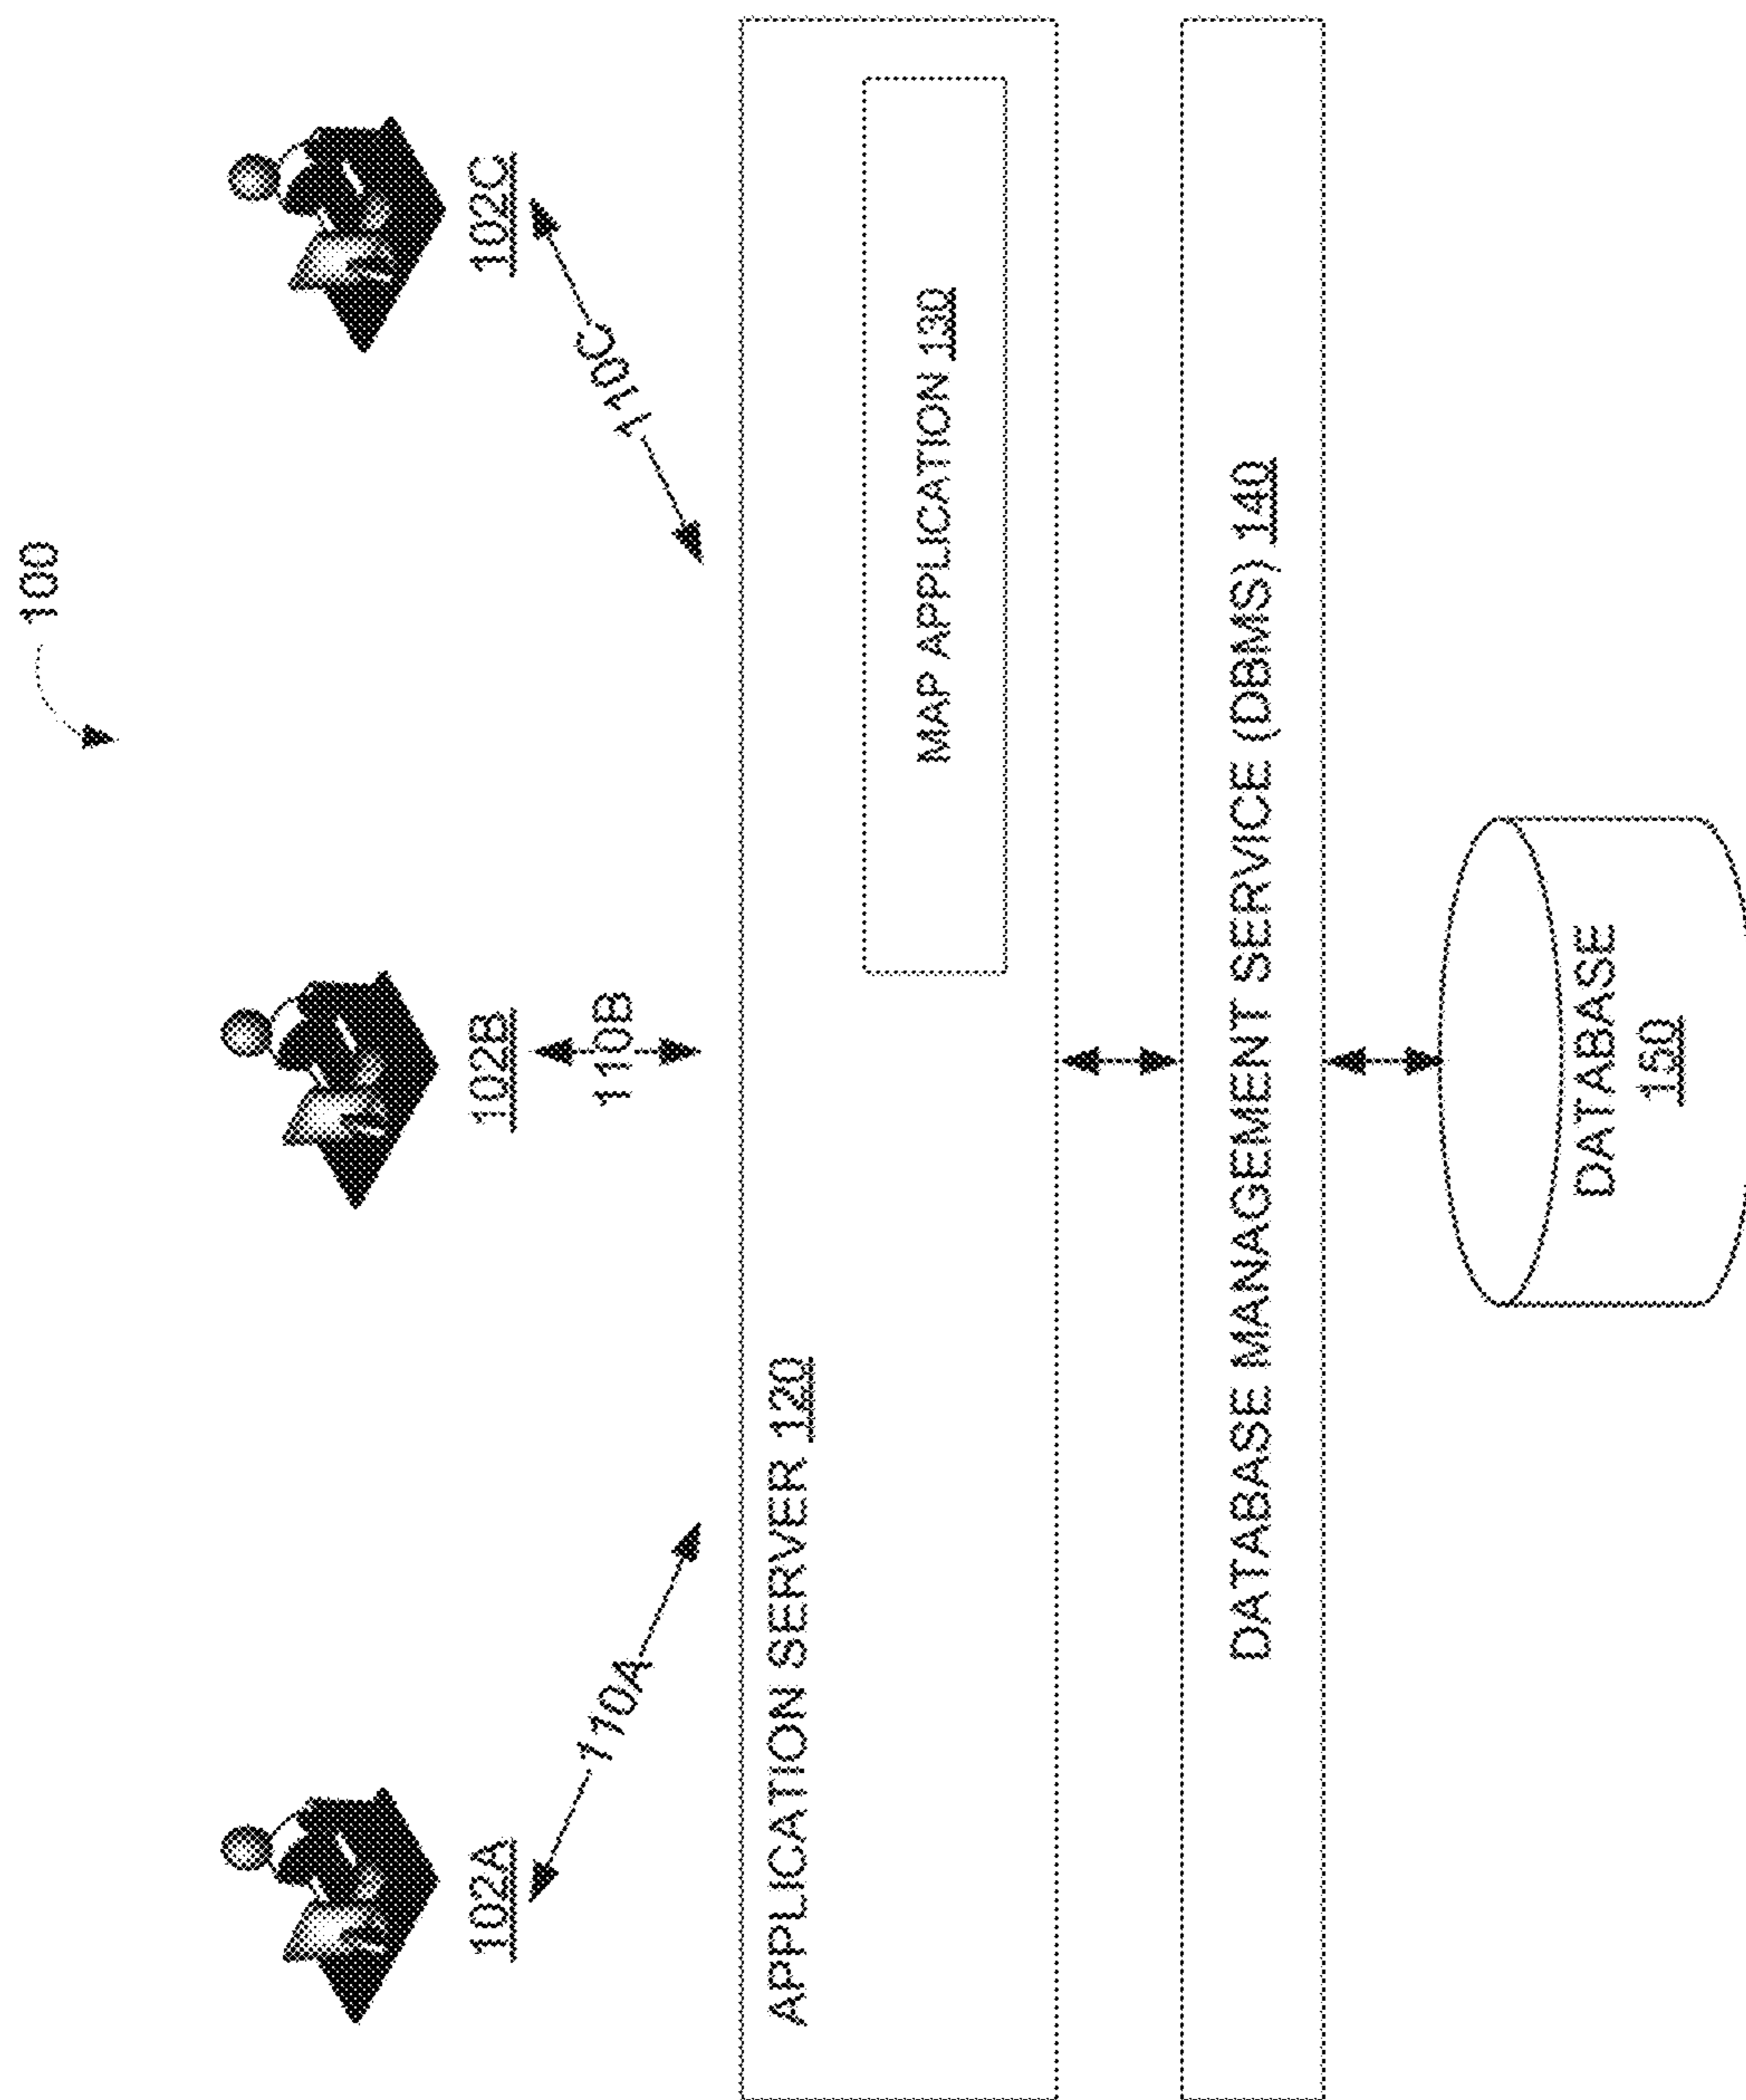 100
102A
102B
102C
110A
110B
110C
APPLICATION SERVER 120
MAP APPLICATION 130
DATABASE MANAGEMENT SERVICE (DBMS) 140
DATABASE
150